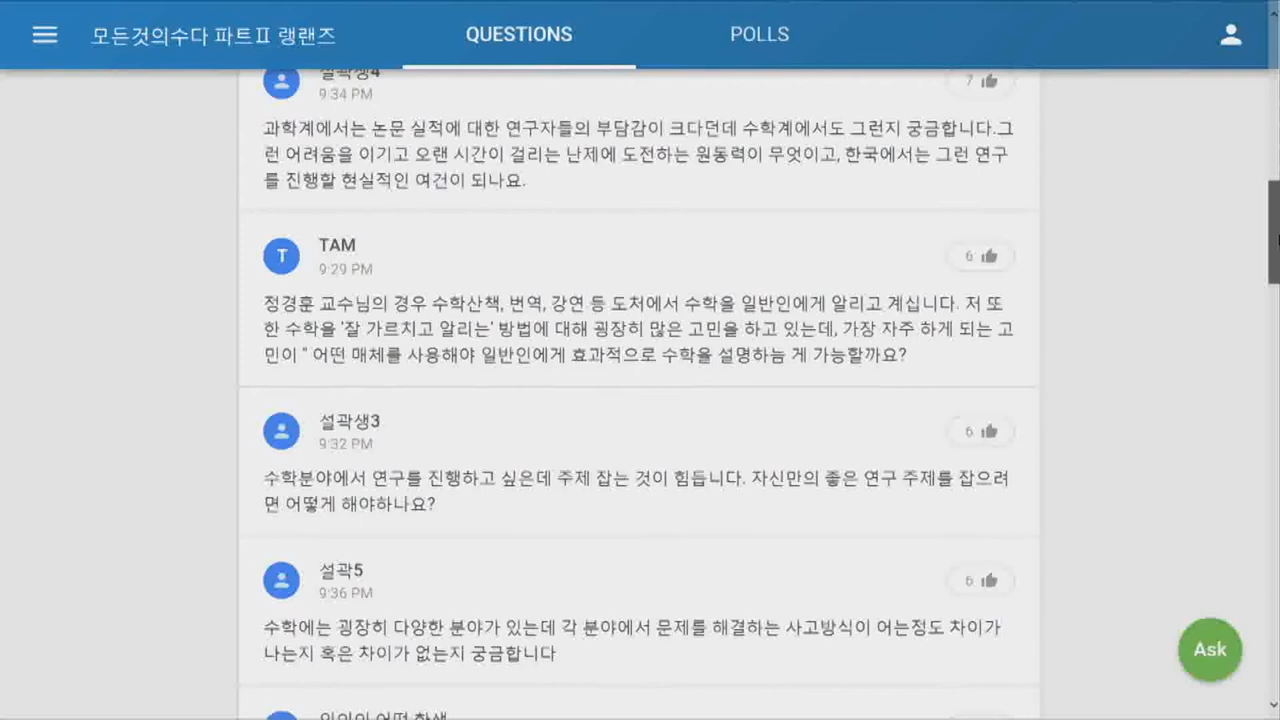 모든것의수다 파트Ⅱ 랭랜즈
QUESTIONS
POLLS
설곽생4
9:34 PM
7
과학계에서는 논문 실적에 대한 연구자들의 부담감이 크다던데 수학계에서도 그런지 궁금합니다.그
런 어려움을 이기고 오랜 시간이 걸리는 난제에 도전하는 원동력이 무엇이고, 한국에서는 그런 연구
를 진행할 현실적인 여건이 되나요.
T
TAM
9:29 PM
6
정경훈 교수님의 경우 수학산책, 번역, 강연 등 도처에서 수학을 일반인에게 알리고 계십니다. 저 또
한 수학을 '잘 가르치고 알리는' 방법에 대해 굉장히 많은 고민을 하고 있는데, 가장 자주 하게 되는 고
민이 " 어떤 매체를 사용해야 일반인에게 효과적으로 수학을 설명하늠 게 가능할까요?
설곽생3
9:32 PM
6
수학분야에서 연구를 진행하고 싶은데 주제 잡는 것이 힘듭니다. 자신만의 좋은 연구 주제를 잡으려
면 어떻게 해야하나요?
설곽5
9:36 PM
6
수학에는 굉장히 다양한 분야가 있는데 각 분야에서 문제를 해결하는 사고방식이 어는정도 차이가
나는지 혹은 차이가 없는지 궁금합니다
Ask